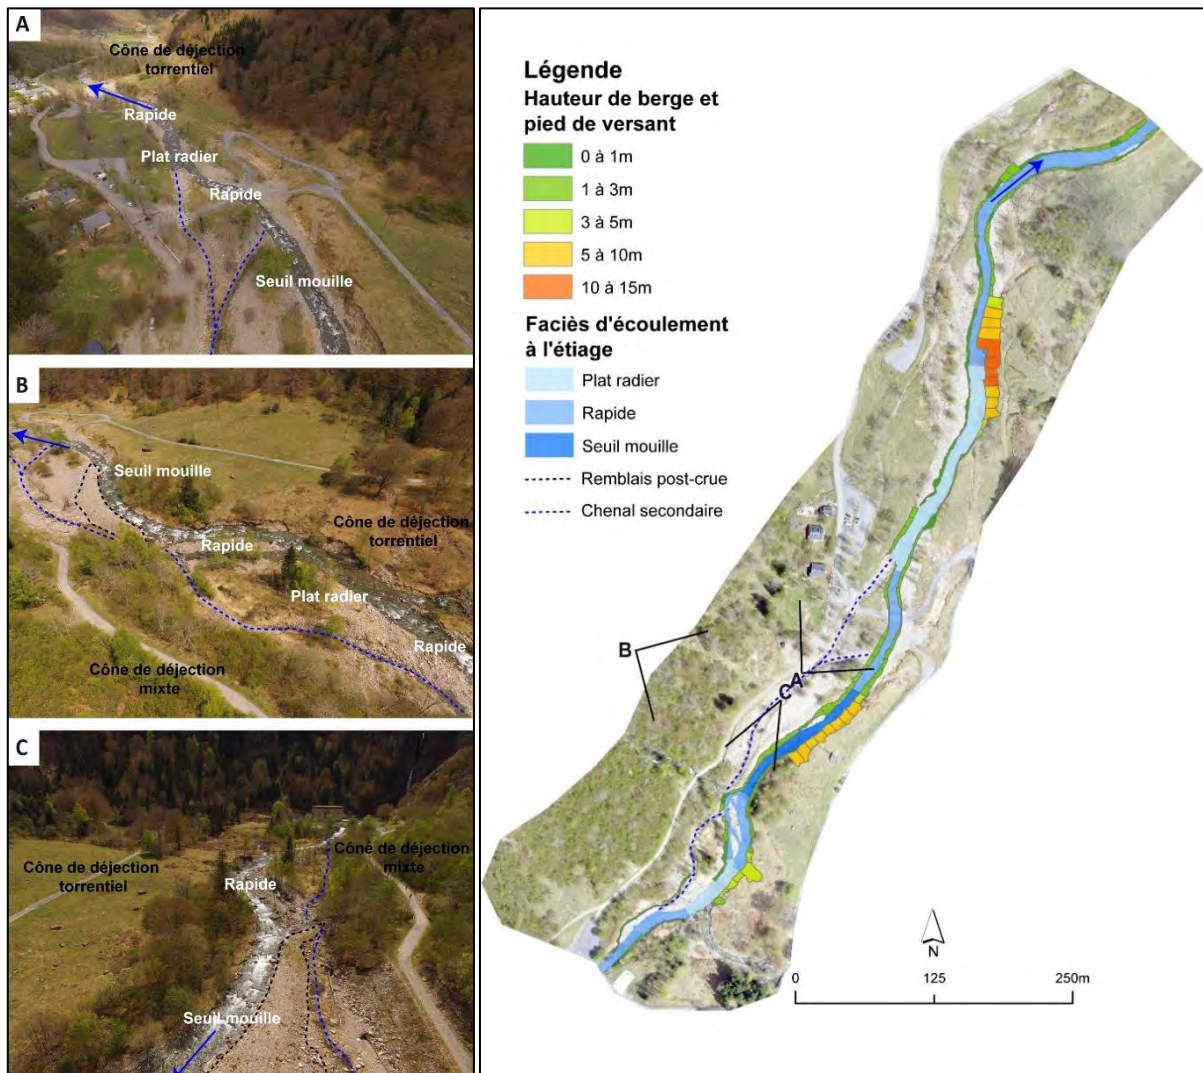 A
Cône de déjection
torrentiel
Rapide
Plat radier
Rapide
Seuil mouille
B
Seuil mouille
Cône de déjection
torrentiel
Rapide
Plat radier
Rapide
Cône de déjection
mixte
C
Cône de déjection
torrentiel
Cône de déjection
mixte
Rapide
Seuil mouille
Légende
Hauteur de berge et
pied de versant
0 à 1m
1 à 3m
3 à 5m
5 à 10m
10 à 15m
Faciès d'écoulement
à l'étiage
Plat radier
Rapide
Seuil mouille
Remblais post-crue
Chenal secondaire
B
A
C
N
0
125
250m